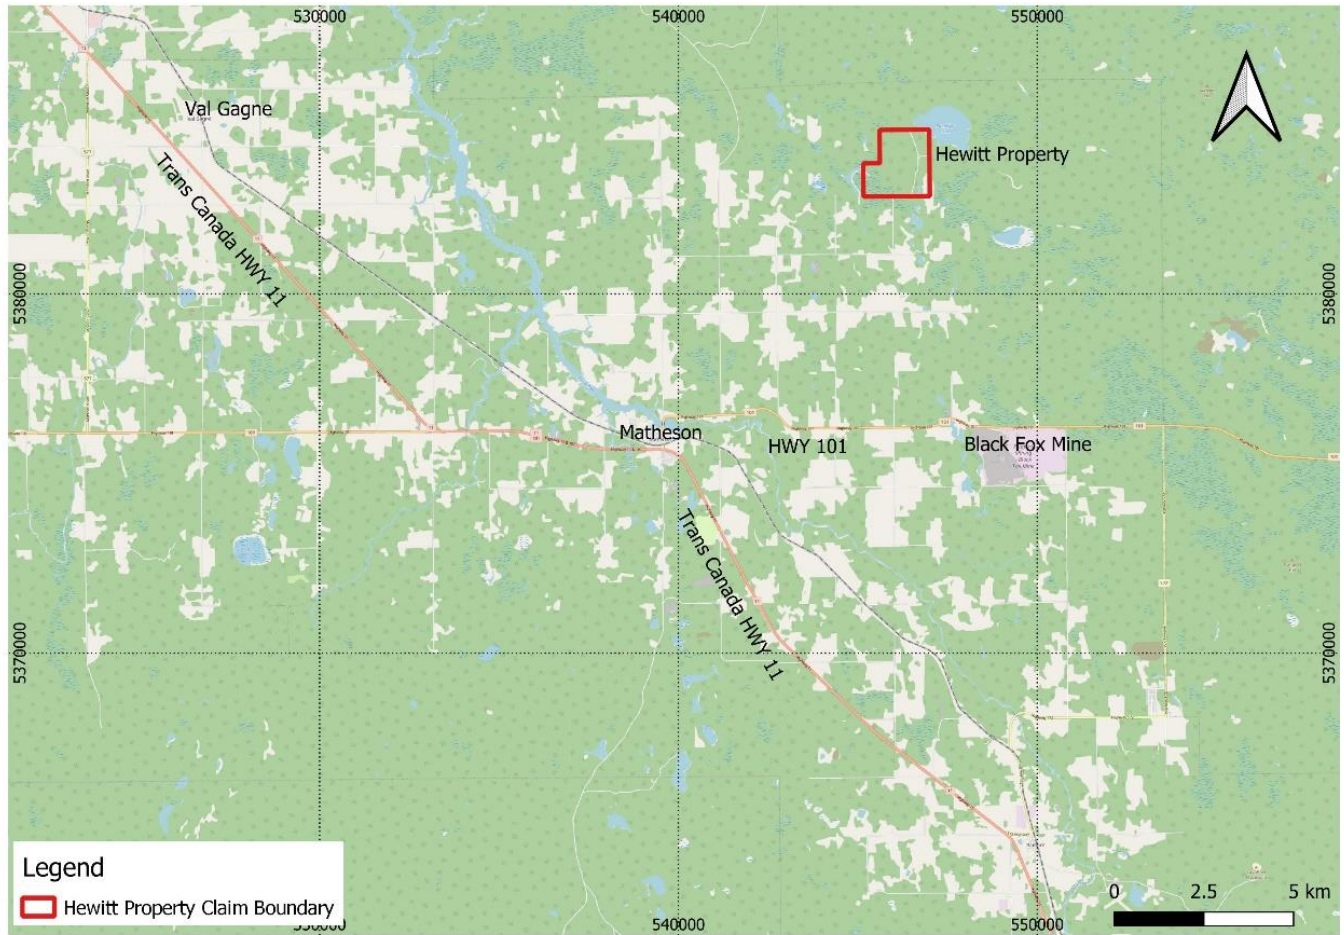 530000
540000
550000
Val Gagne
Val Gagne
Trans Canada HWY 11
Hewitt Property
5380000
5380000
Matheson
HWY 101
Black Fox Mine
Trans Canada HWY 11
5370000
5370000
Legend
Hewitt Property Claim Boundary
0 2.5 5 km
530000
540000
550000